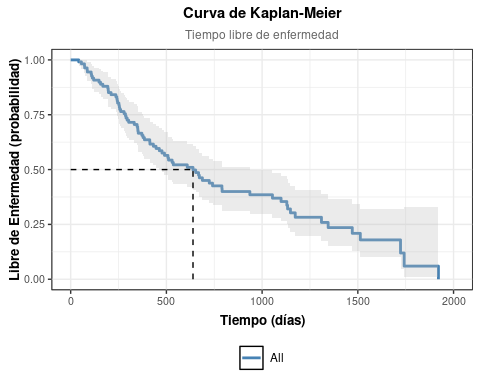 Curva de Kaplan-Meier
Tiempo libre de enfermedad
Libre de Enfermedad (probabilidad)
1.00
0.75
0.50
0.25
0.00
0
500
1000
1500
2000
Tiempo (días)
All